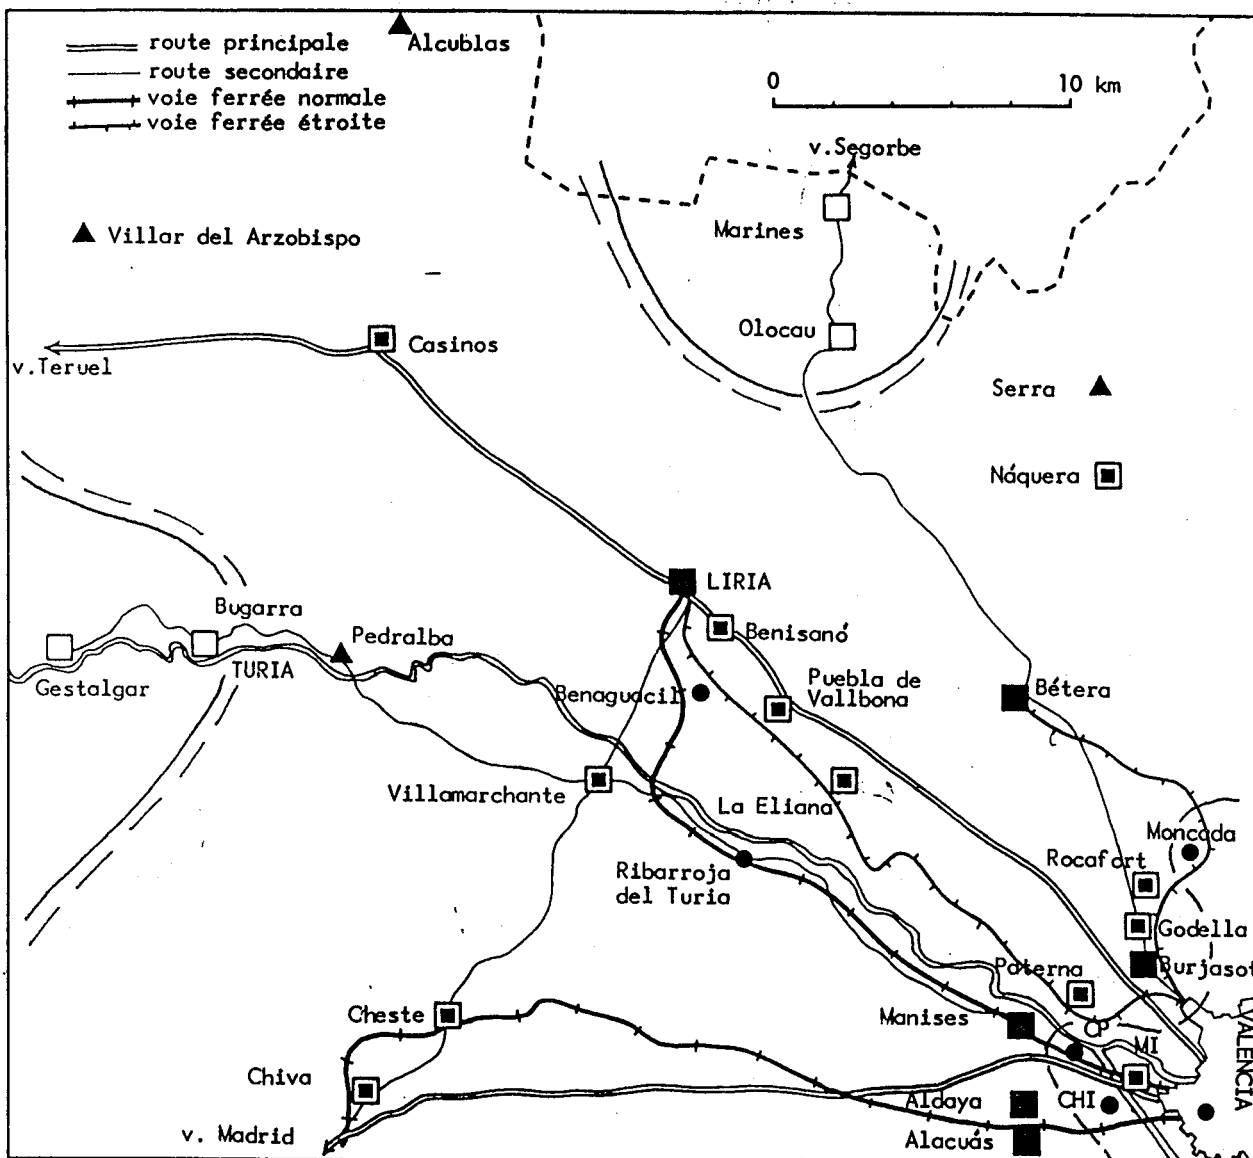 route principale
route secondaire
voie ferrée normale
voie ferrée étroite
Alcublas
0 10 km
v.Segorbe
Marines
Villar del Arzobispo
Olocau
Casinos
v.Teruel
Serra
Náquera
LIRIA
Bugarra
Benisanó
Pedralba
TURIA
Gestalgar
Benaguacil
Puebla de
Vallbona
Bétera
Villamarchante
La Eliana
Moncada
Rocafort
Ribarroja
del Turia
Godella
Paterna
Burjasot
Cheste
Manises
CP
MI
VALENCIA
Chiva
Aldaya
CHI
v. Madrid
Alacuás